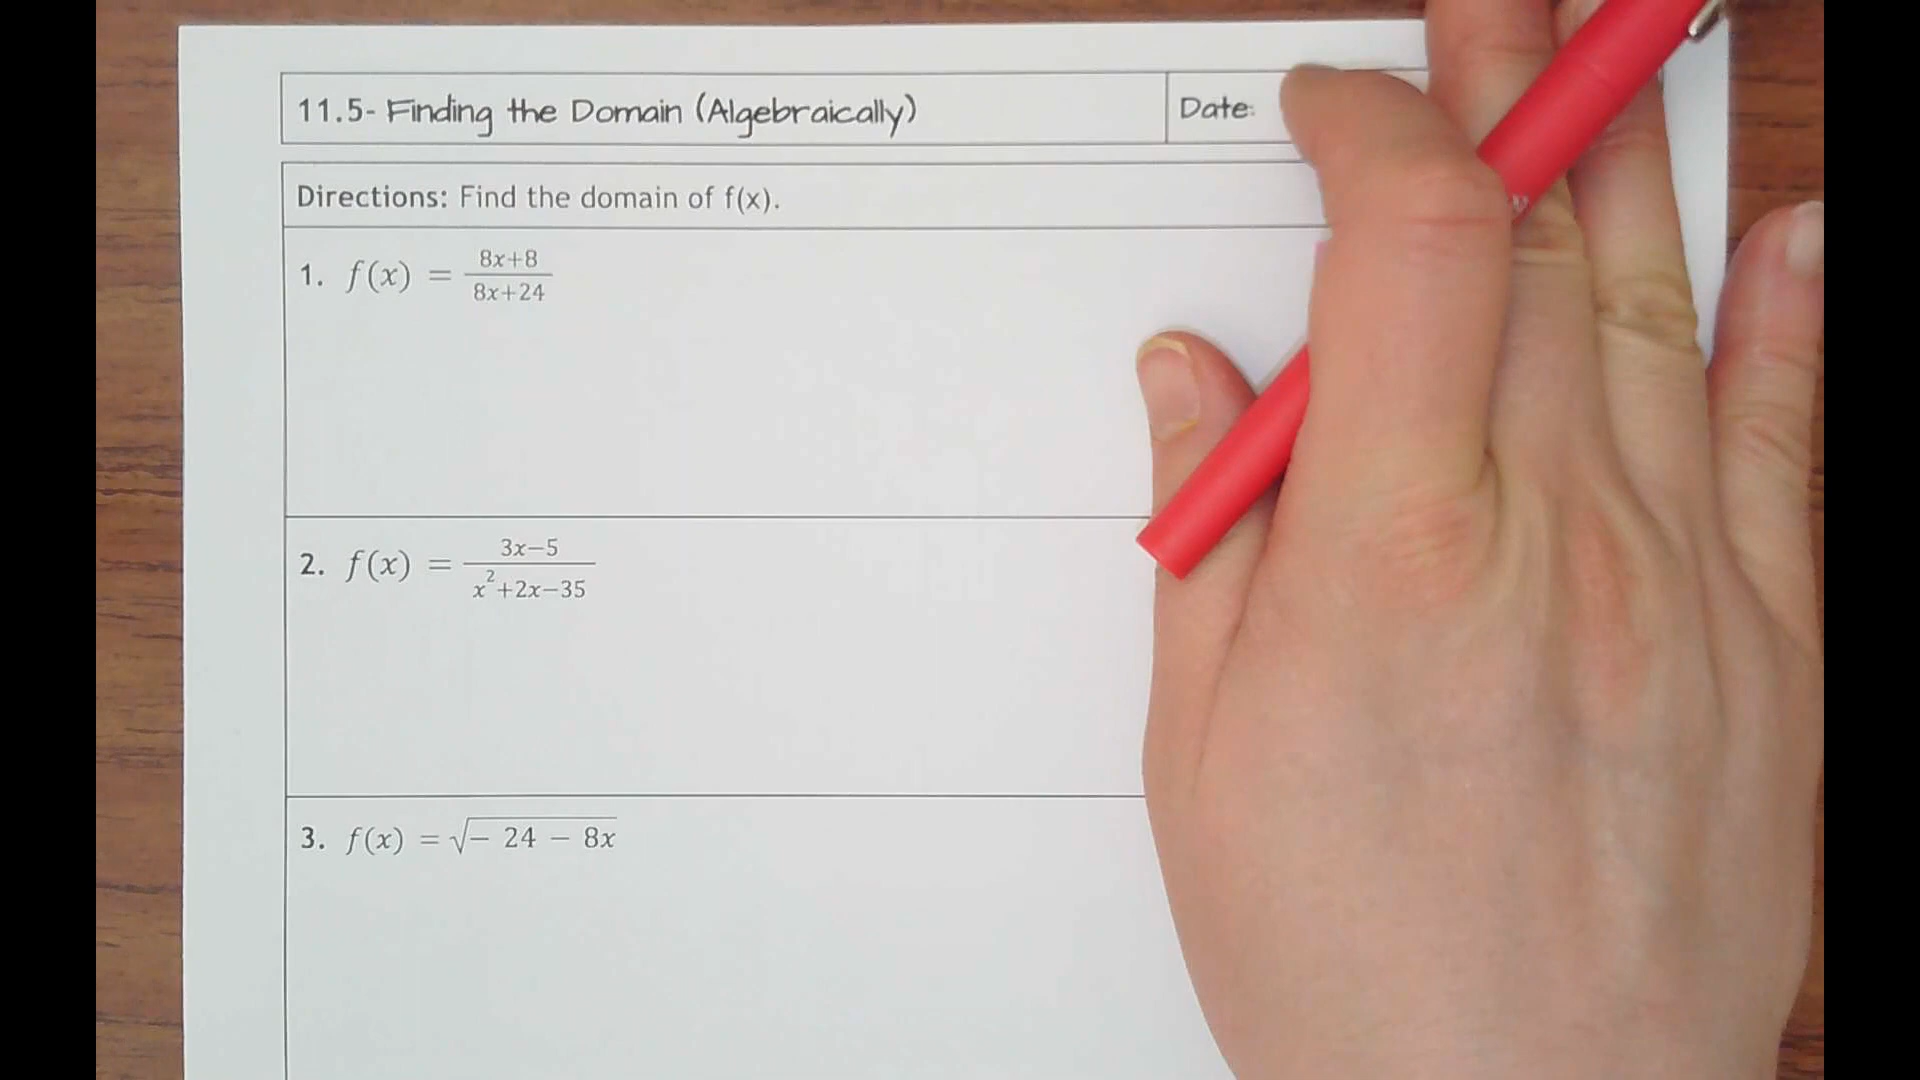 11.5- Finding the Domain (Algebraically)
Date:
Directions: Find the domain of f(x).
1. f(x) = (8x+8)/(8x+24)
2. f(x) = (3x−5)/(x²+2x−35)
3. f(x) = √(− 24 − 8x)